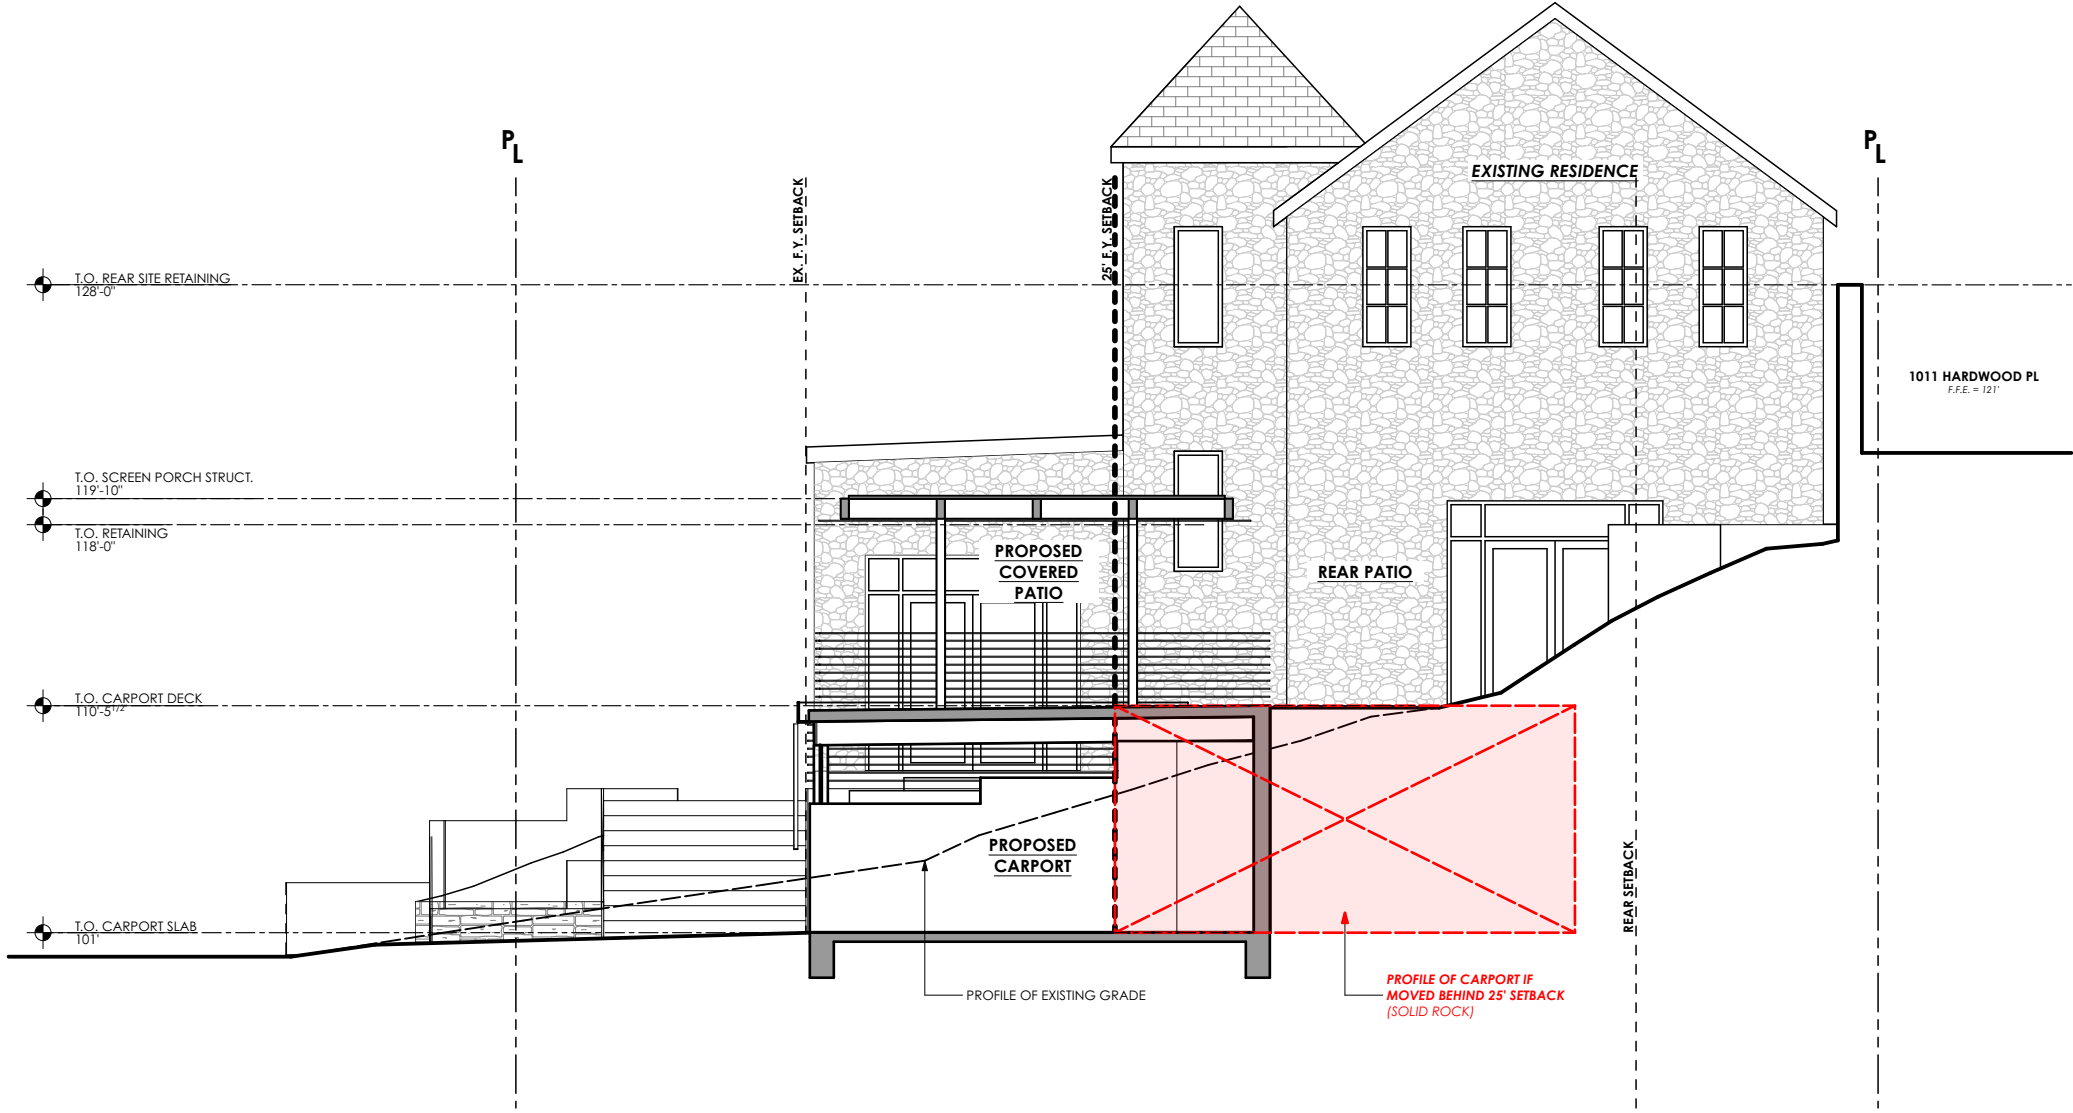 P
L
P
L
EX. F.Y. SETBACK
25' F.Y. SETBACK
EXISTING RESIDENCE
T.O. REAR SITE RETAINING
128'-0"
1011 HARDWOOD PL
F.F.E. = 121'
T.O. SCREEN PORCH STRUCT.
119'-10"
T.O. RETAINING
118'-0"
PROPOSED
COVERED
PATIO
REAR PATIO
T.O. CARPORT DECK
110'-5 1/2"
PROPOSED
CARPORT
REAR SETBACK
T.O. CARPORT SLAB
101'
PROFILE OF EXISTING GRADE
PROFILE OF CARPORT IF
MOVED BEHIND 25' SETBACK
(SOLID ROCK)